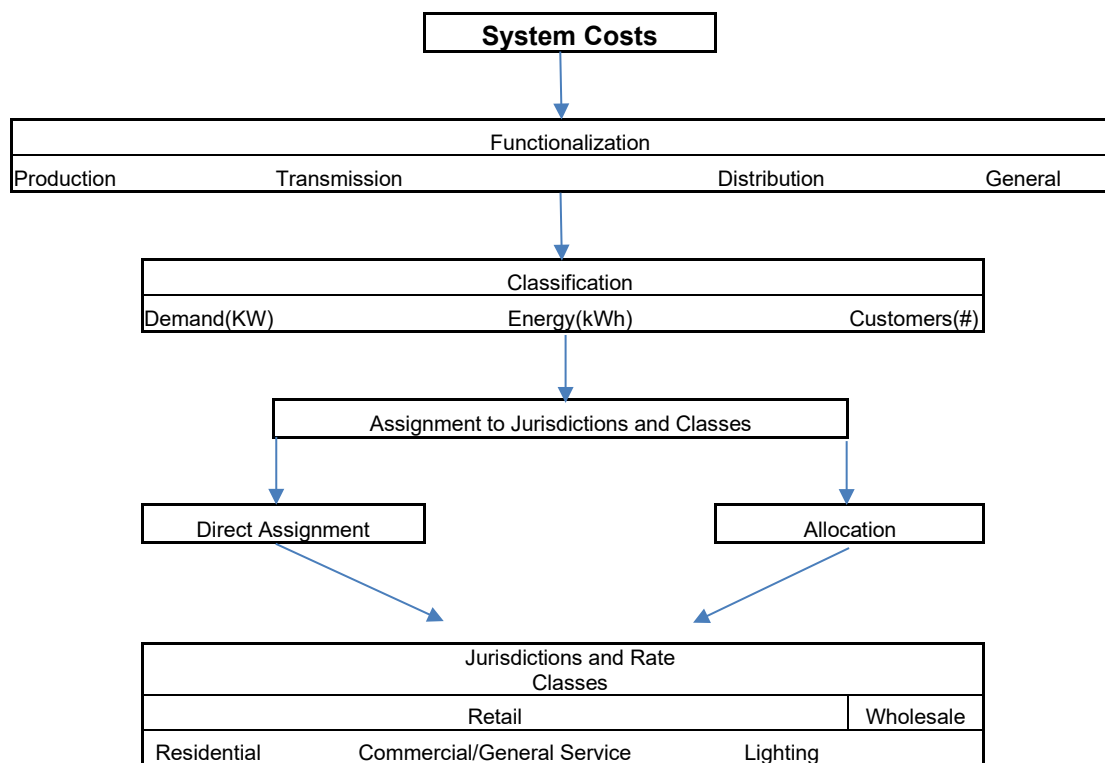 System Costs
Functionalization
Production Transmission Distribution General
Classification
Demand(KW) Energy(kWh) Customers(#)
Assignment to Jurisdictions and Classes
Direct Assignment Allocation
Jurisdictions and Rate
Classes
Retail Wholesale
Residential Commercial/General Service Lighting